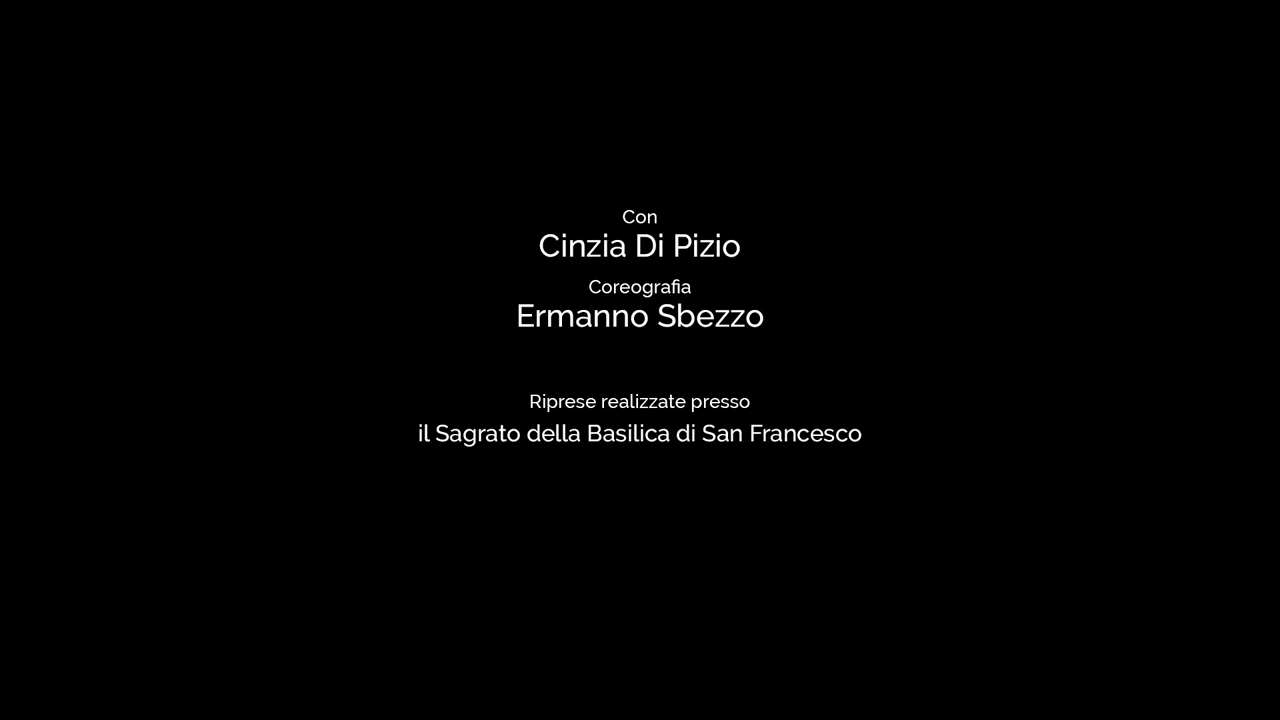 Con
Cinzia Di Pizio
Coreografia
Ermanno Sbezzo
Riprese realizzate presso
il Sagrato della Basilica di San Francesco